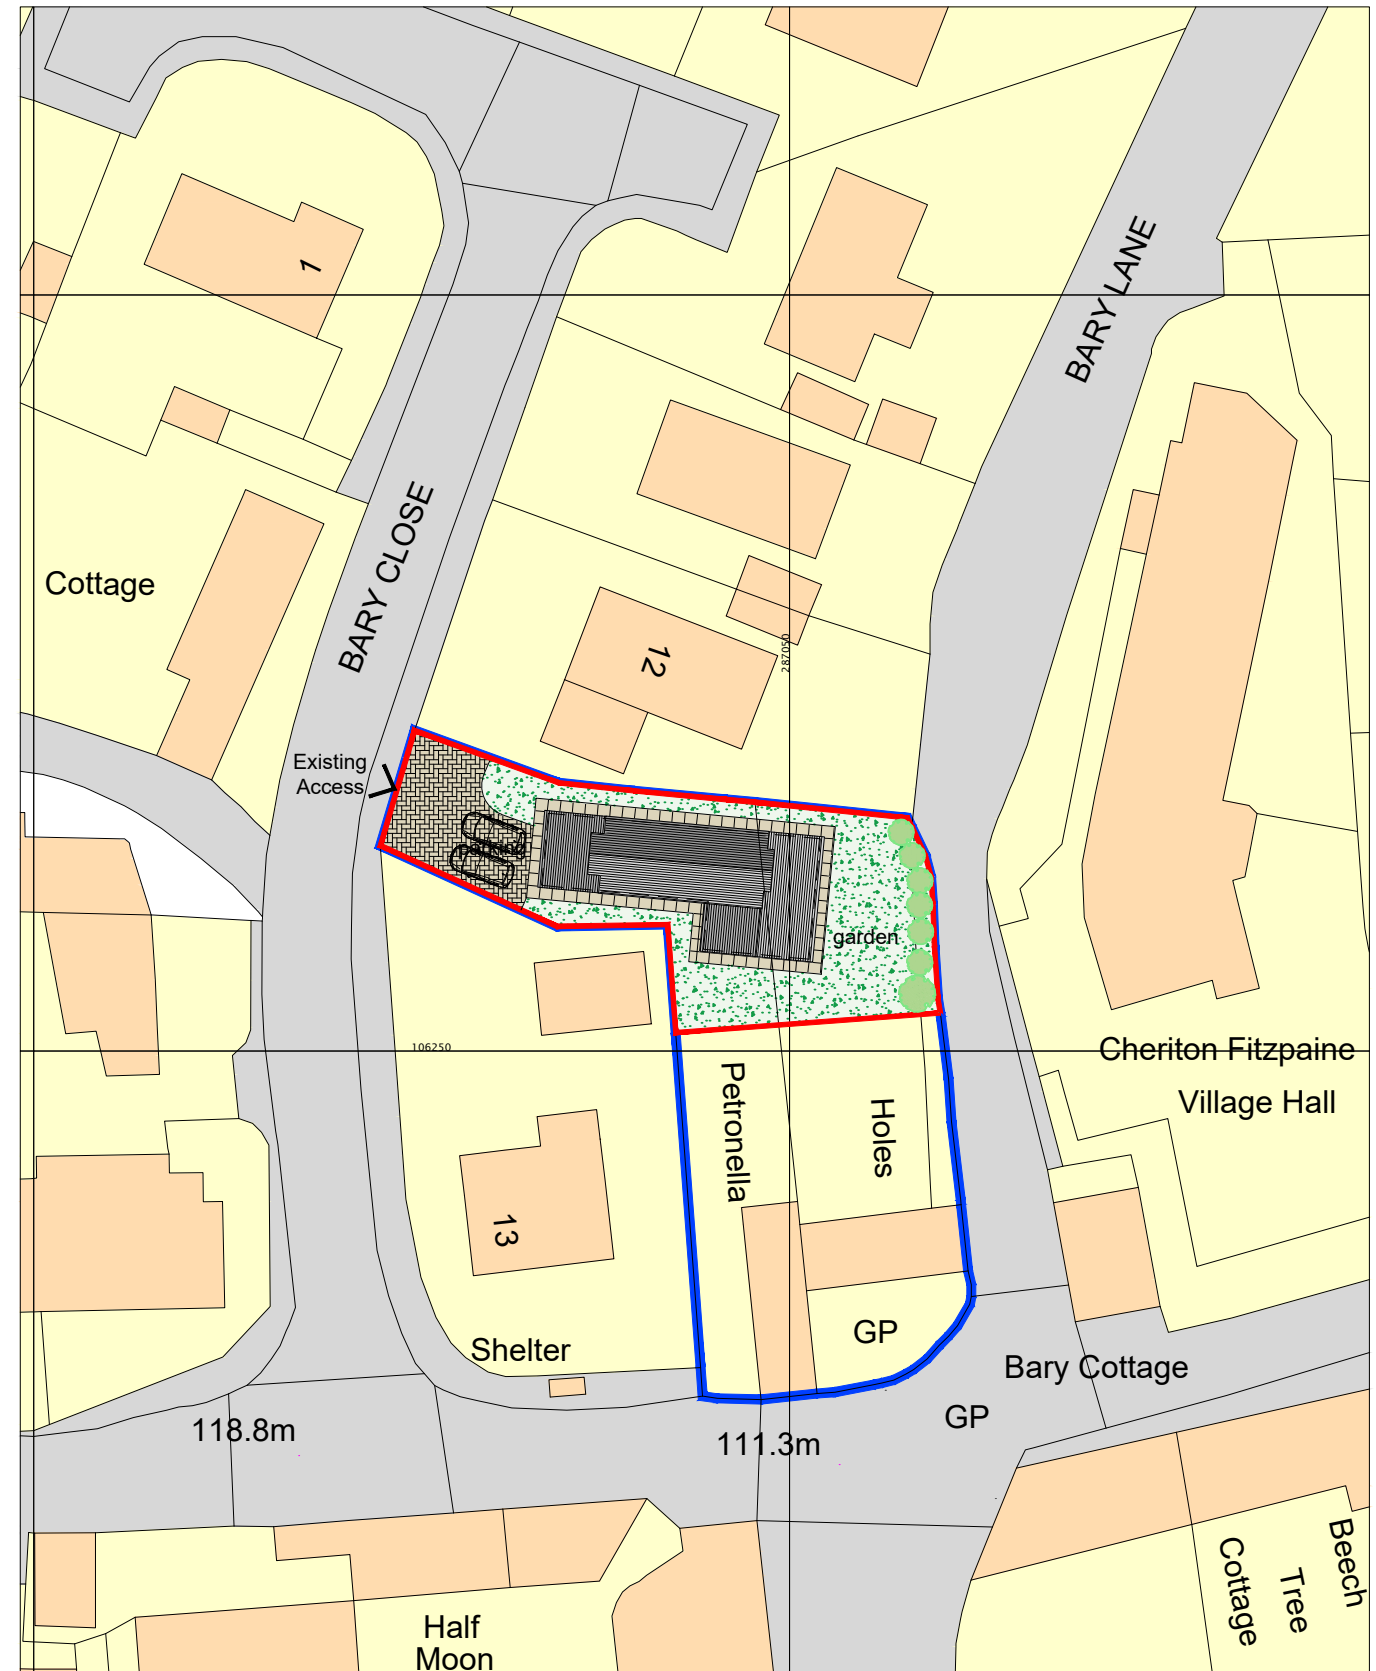 1
BARY LANE
BARY CLOSE
Cottage
12
287050
Existing
Access
parking
garden
106250
Cheriton Fitzpaine
Village Hall
Petronella
Holes
13
Shelter
GP
Bary Cottage
GP
118.8m
111.3m
Beech
Tree
Cottage
Half
Moon